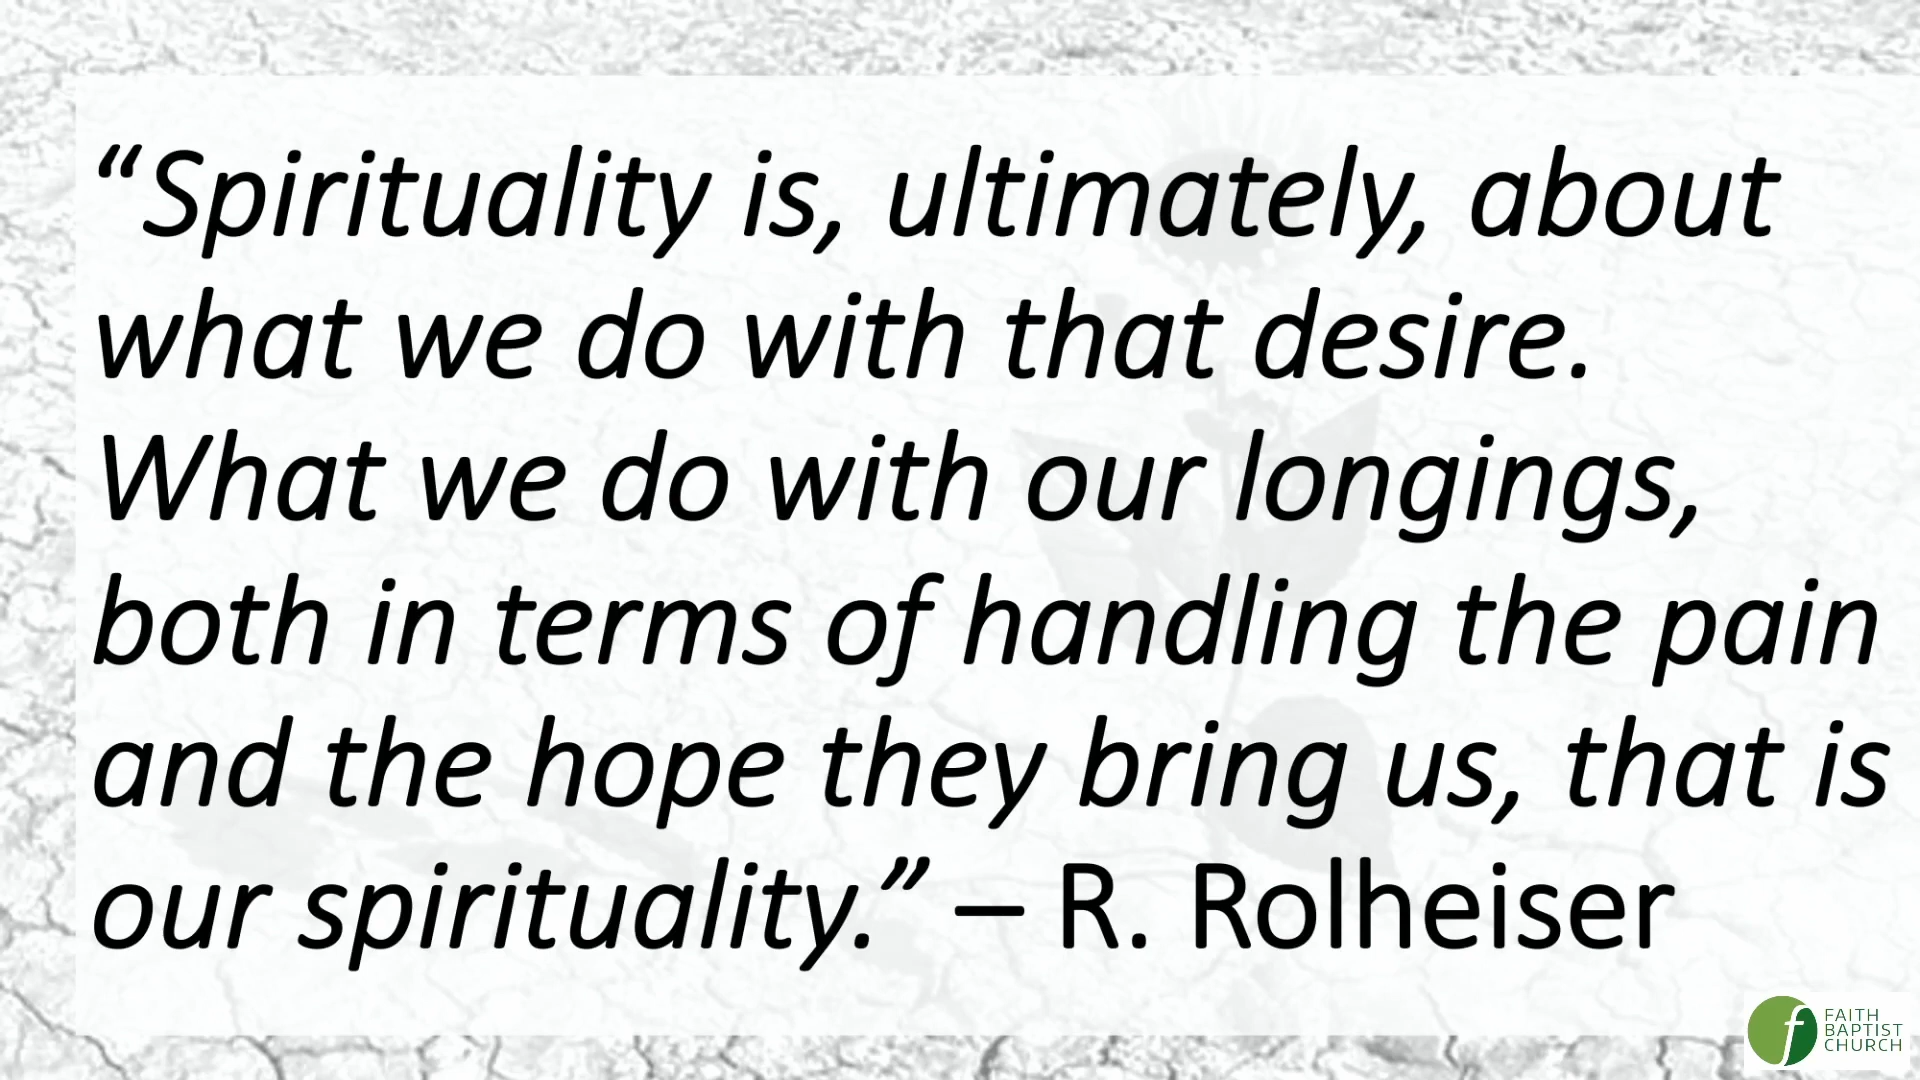 “Spirituality is, ultimately, about
what we do with that desire.
What we do with our longings,
both in terms of handling the pain
and the hope they bring us, that is
our spirituality.” – R. Rolheiser
f
FAITH
BAPTIST
CHURCH